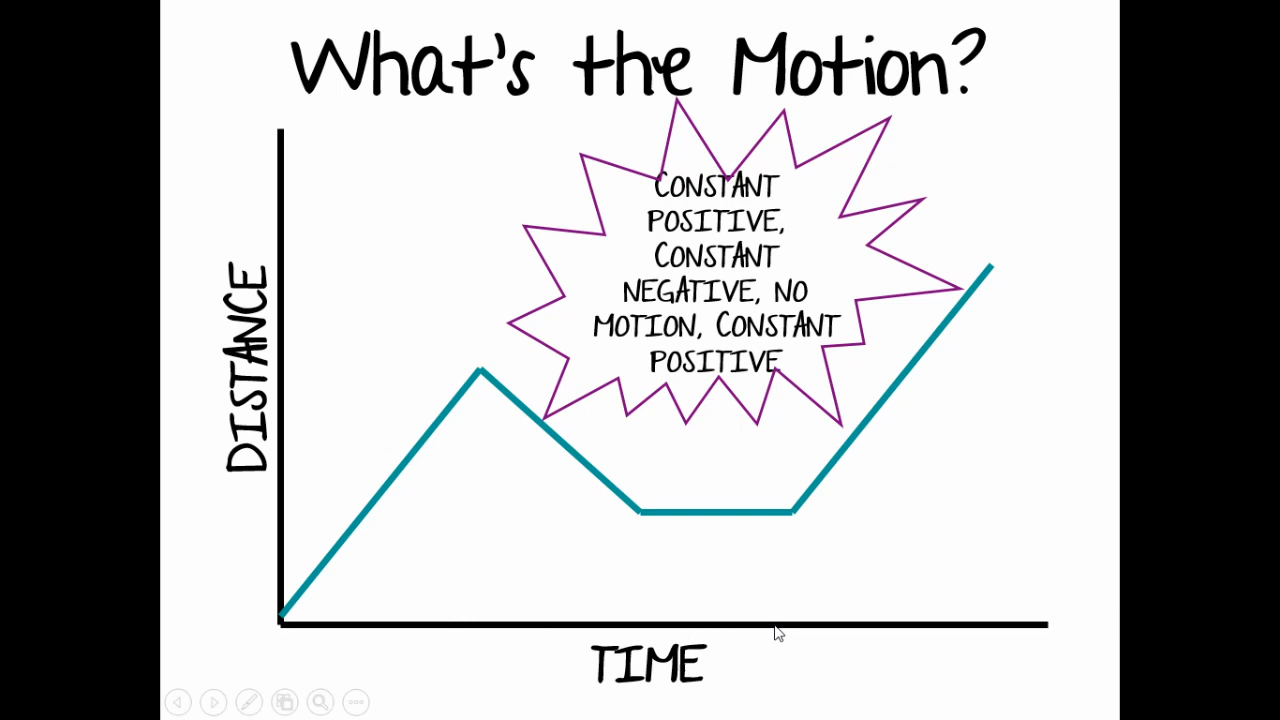 What's the Motion?
CONSTANT
POSITIVE,
CONSTANT
NEGATIVE, NO
MOTION, CONSTANT
POSITIVE
DISTANCE
TIME